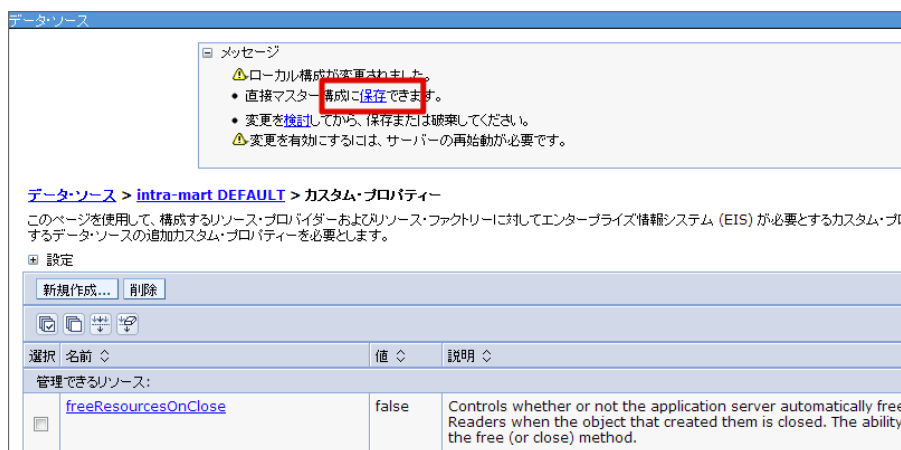 データ・ソース
メッセージ
ローカル構成が変更されました。
直接マスター構成に保存できます。
変更を検討してから、保存または破棄してください。
変更を有効にするには、サーバーの再始動が必要です。
データ・ソース > intra-mart DEFAULT > カスタム・プロパティー
このページを使用して、構成するリソース・プロバイダーおよびリソース・ファクトリーに対してエンタープライズ情報システム (EIS) が必要とするカスタム・プロ
するデータ・ソースの追加カスタム・プロパティーを必要とします。
設定
新規作成... 削除
選択 名前 値 説明
管理できるリソース:
freeResourcesOnClose false Controls whether or not the application server automatically free
Readers when the object that created them is closed. The ability
the free (or close) method.